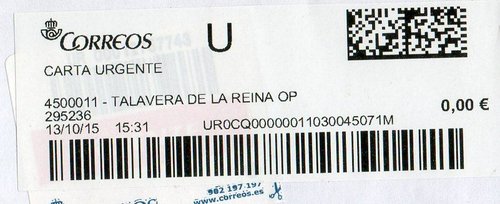 CORREOS U
CARTA URGENTE
4500011 - TALAVERA DE LA REINA OP
295236
0,00 €
13/10/15 15:31 UR0CQ00000011030045071M
902 197 197
www.correos.es